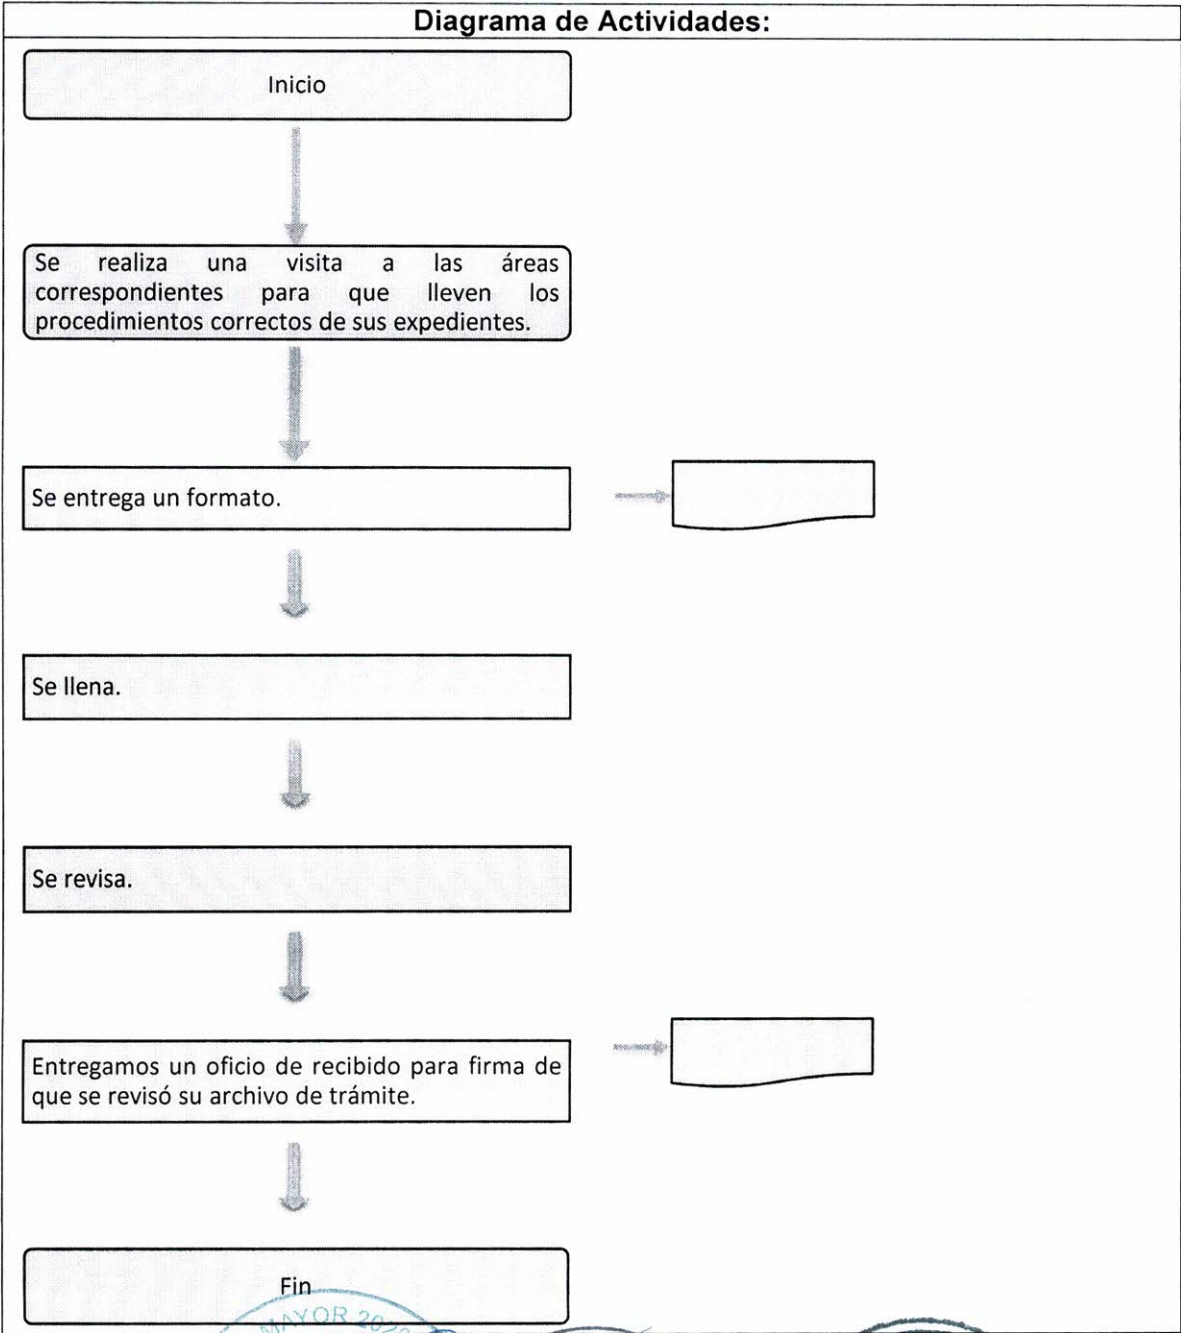 Diagrama de Actividades:
Inicio
Se realiza una visita a las áreas
correspondientes para que lleven los
procedimientos correctos de sus expedientes.
Se entrega un formato.
Se llena.
Se revisa.
Entregamos un oficio de recibido para firma de
que se revisó su archivo de trámite.
Fin
MAYOR